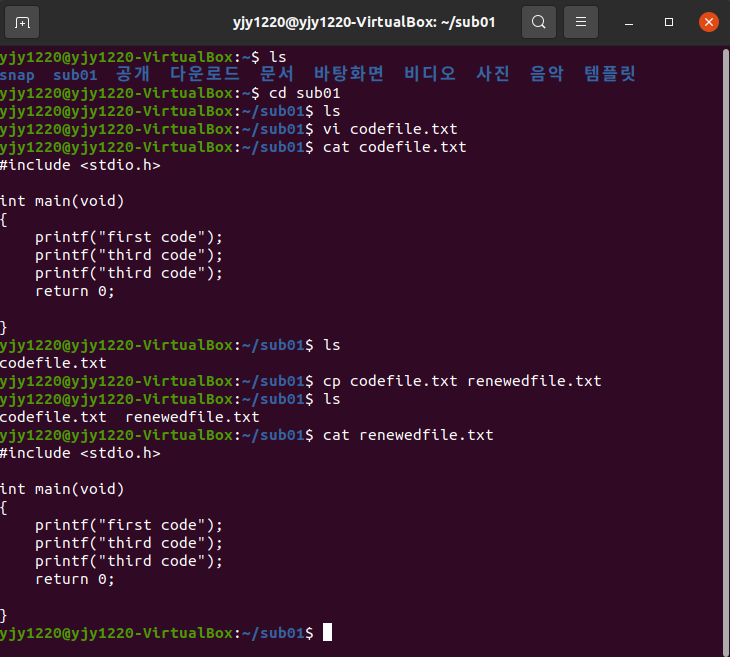 yjy1220@yjy1220-VirtualBox: ~/sub01
yjy1220@yjy1220-VirtualBox:~$ ls
snap  sub01  공개  다운로드  문서  바탕화면  비디오  사진  음악  템플릿
yjy1220@yjy1220-VirtualBox:~$ cd sub01
yjy1220@yjy1220-VirtualBox:~/sub01$ ls
yjy1220@yjy1220-VirtualBox:~/sub01$ vi codefile.txt
yjy1220@yjy1220-VirtualBox:~/sub01$ cat codefile.txt
#include <stdio.h>

int main(void)
{
    printf("first code");
    printf("third code");
    printf("third code");
    return 0;

}
yjy1220@yjy1220-VirtualBox:~/sub01$ ls
codefile.txt
yjy1220@yjy1220-VirtualBox:~/sub01$ cp codefile.txt renewedfile.txt
yjy1220@yjy1220-VirtualBox:~/sub01$ ls
codefile.txt  renewedfile.txt
yjy1220@yjy1220-VirtualBox:~/sub01$ cat renewedfile.txt
#include <stdio.h>

int main(void)
{
    printf("first code");
    printf("third code");
    printf("third code");
    return 0;

}
yjy1220@yjy1220-VirtualBox:~/sub01$